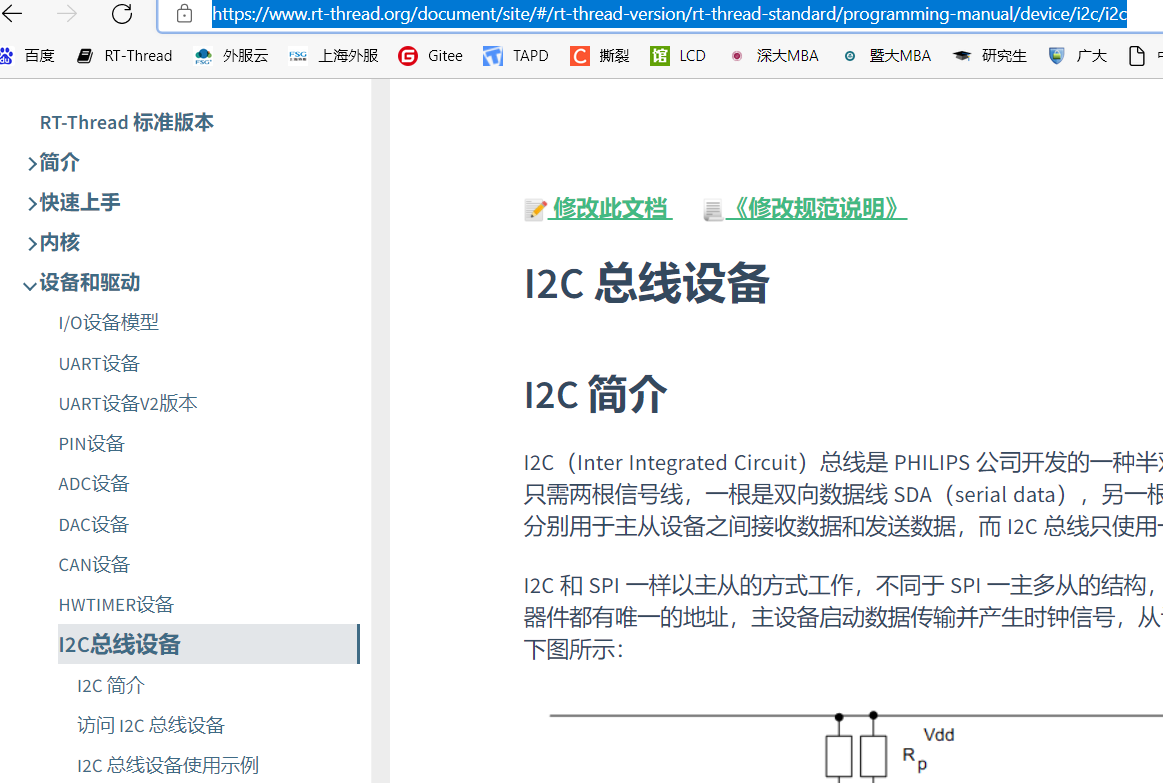 https://www.rt-thread.org/document/site/#/rt-thread-version/rt-thread-standard/programming-manual/device/i2c/i2c
百度 RT-Thread 外服云 上海外服 Gitee TAPD 撕裂 LCD 深大MBA 暨大MBA 研究生 广大
RT-Thread 标准版本
简介
快速上手
内核
设备和驱动
I/O设备模型
UART设备
UART设备V2版本
PIN设备
ADC设备
DAC设备
CAN设备
HWTIMER设备
I2C总线设备
I2C 简介
访问 I2C 总线设备
I2C 总线设备使用示例
修改此文档 《修改规范说明》
I2C 总线设备
I2C 简介
I2C（Inter Integrated Circuit）总线是 PHILIPS 公司开发的一种半
只需两根信号线，一根是双向数据线 SDA（serial data），另一根
分别用于主从设备之间接收数据和发送数据，而 I2C 总线只使用
I2C 和 SPI 一样以主从的方式工作，不同于 SPI 一主多从的结构，
器件都有唯一的地址，主设备启动数据传输并产生时钟信号，从
下图所示：
Vdd
Rp